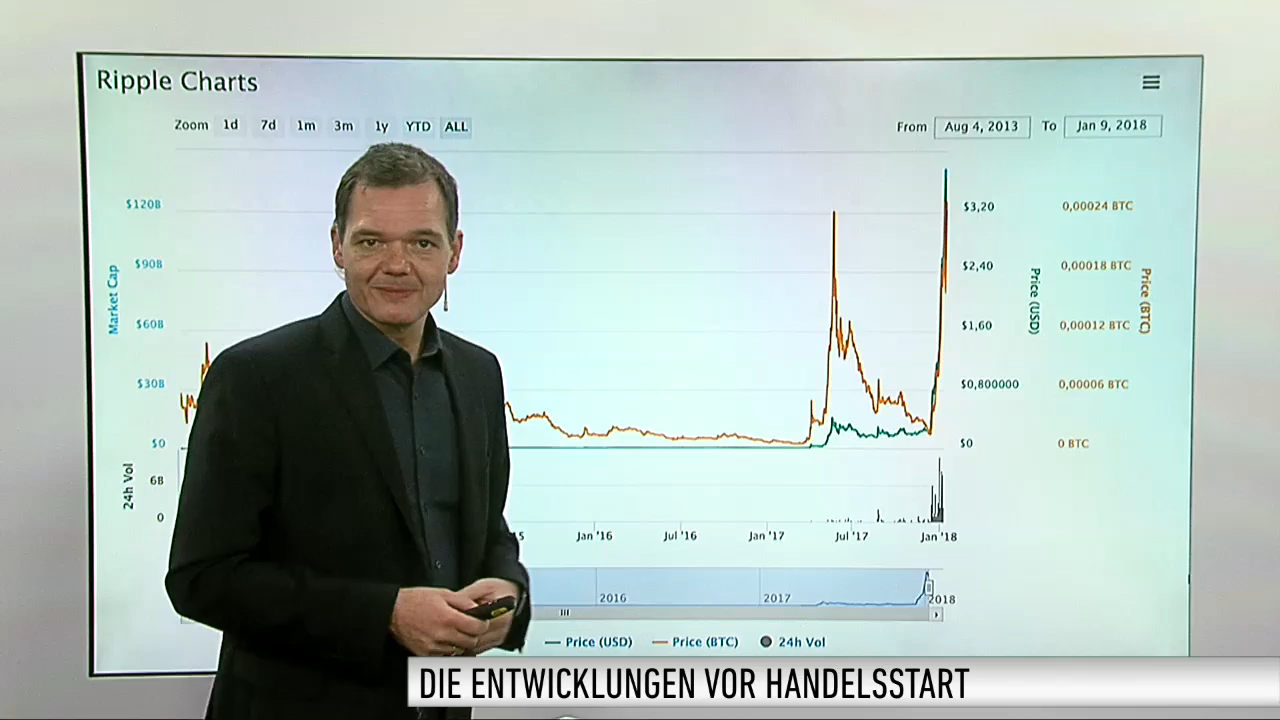 Ripple Charts
Zoom 1d 7d 1m 3m 1y YTD ALL
From Aug 4, 2013 To Jan 9, 2018
$120B $3,20 0,00024 BTC
$90B $2,40 0,00018 BTC
Market Cap Price (USD) Price (BTC)
$60B $1,60 0,00012 BTC
$30B $0,800000 0,00006 BTC
$0 $0 0 BTC
24h Vol
6B
0
Jan '16 Jul '16 Jan '17 Jul '17 Jan '18
2016 2017 2018
Price (USD) Price (BTC) 24h Vol
DIE ENTWICKLUNGEN VOR HANDELSSTART